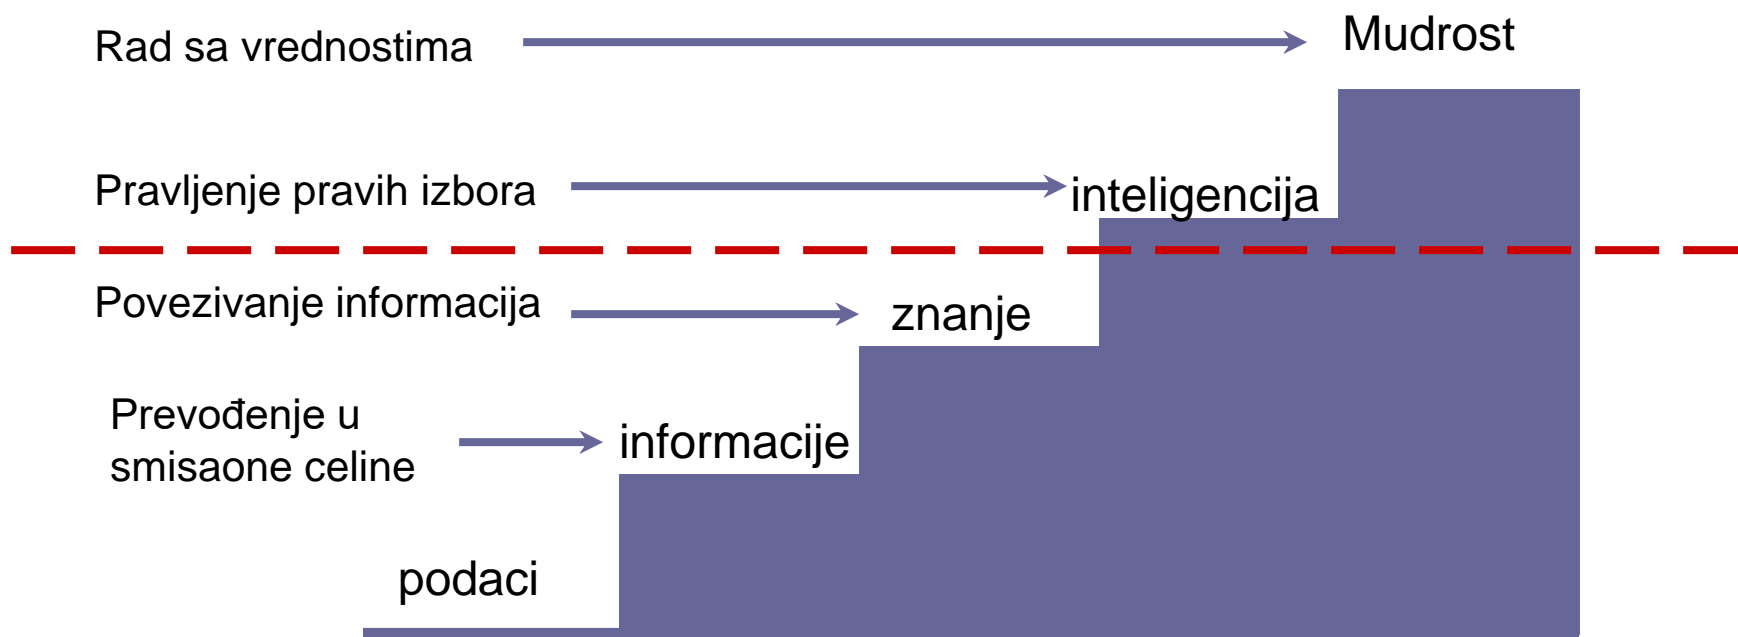 Rad sa vrednostima
Mudrost
Pravljenje pravih izbora
inteligencija
Povezivanje informacija
znanje
Prevođenje u
smisaone celine
informacije
podaci